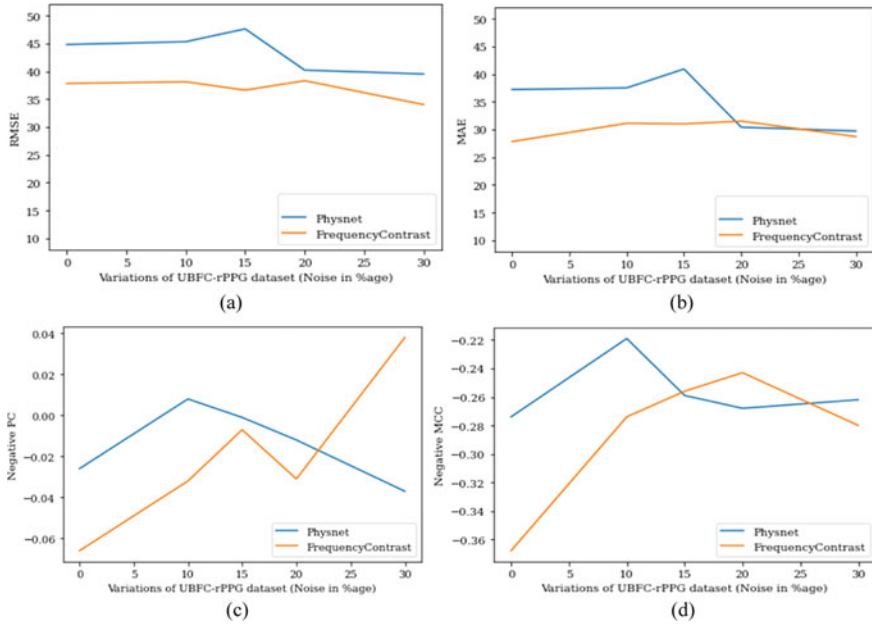 50
45
40
35
30
25
20
15
10
RMSE
Physnet
FrequencyContrast
0 5 10 15 20 25 30
Variations of UBFC-rPPG dataset (Noise in %age)
(a)
50
45
40
35
30
25
20
15
10
MAE
Physnet
FrequencyContrast
0 5 10 15 20 25 30
Variations of UBFC-rPPG dataset (Noise in %age)
(b)
0.04
0.02
0.00
−0.02
−0.04
−0.06
Negative PC
Physnet
FrequencyContrast
0 5 10 15 20 25 30
Variations of UBFC-rPPG dataset (Noise in %age)
(c)
−0.22
−0.24
−0.26
−0.28
−0.30
−0.32
−0.34
−0.36
Negative MCC
Physnet
FrequencyContrast
0 5 10 15 20 25 30
Variations of UBFC-rPPG dataset (Noise in %age)
(d)